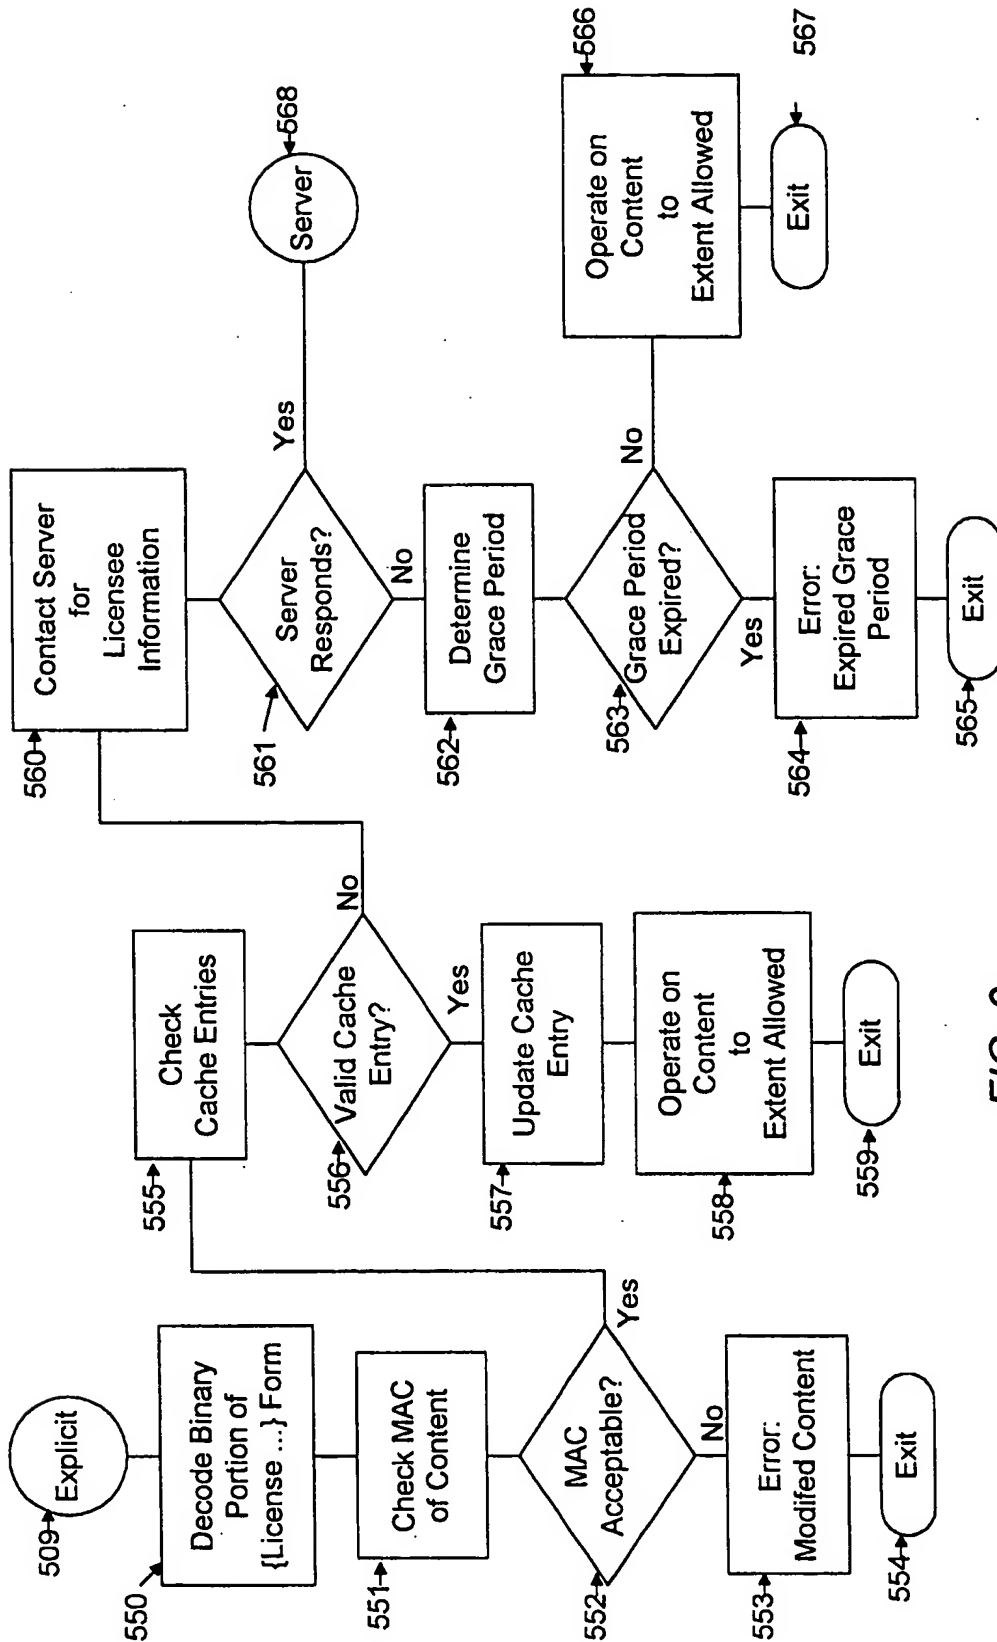 509
Explicit
550
Decode Binary
Portion of
{License ...} Form
551
Check MAC
of Content
552
MAC
Acceptable?
Yes
No
553
Error:
Modifed Content
554
Exit
555
Check
Cache Entries
556
Valid Cache
Entry?
No
Yes
557
Update Cache
Entry
558
Operate on
Content
to
Extent Allowed
559
Exit
560
Contact Server
for
Licensee
Information
561
Server
Responds?
Yes
No
568
Server
562
Determine
Grace Period
563
Grace Period
Expired?
No
Yes
564
Error:
Expired Grace
Period
565
Exit
566
Operate on
Content
to
Extent Allowed
567
Exit